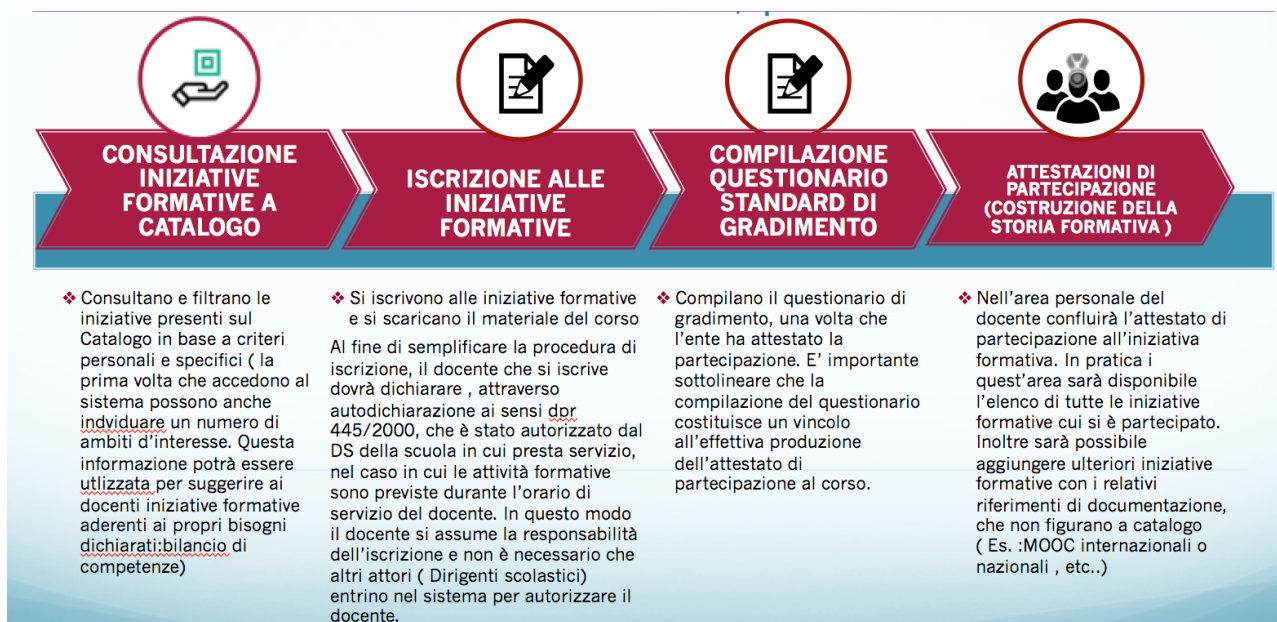 CONSULTAZIONE
INIZIATIVE
FORMATIVE A
CATALOGO
ISCRIZIONE ALLE
INIZIATIVE
FORMATIVE
COMPILAZIONE
QUESTIONARIO
STANDARD DI
GRADIMENTO
ATTESTAZIONI DI
PARTECIPAZIONE
(COSTRUZIONE DELLA
STORIA FORMATIVA )
❖ Consultano e filtrano le
iniziative presenti sul
Catalogo in base a criteri
personali e specifici ( la
prima volta che accedono al
sistema possono anche
indviduare un numero di
ambiti d’interesse. Questa
informazione potrà essere
utlizzata per suggerire ai
docenti iniziative formative
aderenti ai propri bisogni
dichiarati:bilancio di
competenze)
❖ Si iscrivono alle iniziative formative
e si scaricano il materiale del corso
Al fine di semplificare la procedura di
iscrizione, il docente che si iscrive
dovrà dichiarare , attraverso
autodichiarazione ai sensi dpr
445/2000, che è stato autorizzato dal
DS della scuola in cui presta servizio,
nel caso in cui le attività formative
sono previste durante l’orario di
servizio del docente. In questo modo
il docente si assume la responsabilità
dell’iscrizione e non è necessario che
altri attori ( Dirigenti scolastici)
entrino nel sistema per autorizzare il
docente.
❖ Compilano il questionario di
gradimento, una volta che
l’ente ha attestato la
partecipazione. E’ importante
sottolineare che la
compilazione del questionario
costituisce un vincolo
all’effettiva produzione
dell’attestato di
partecipazione al corso.
❖ Nell’area personale del
docente confluirà l’attestato di
partecipazione all’iniziativa
formativa. In pratica i
quest’area sarà disponibile
l’elenco di tutte le iniziative
formative cui si è partecipato.
Inoltre sarà possibile
aggiungere ulteriori iniziative
formative con i relativi
riferimenti di documentazione,
che non figurano a catalogo
( Es. :MOOC internazionali o
nazionali , etc..)